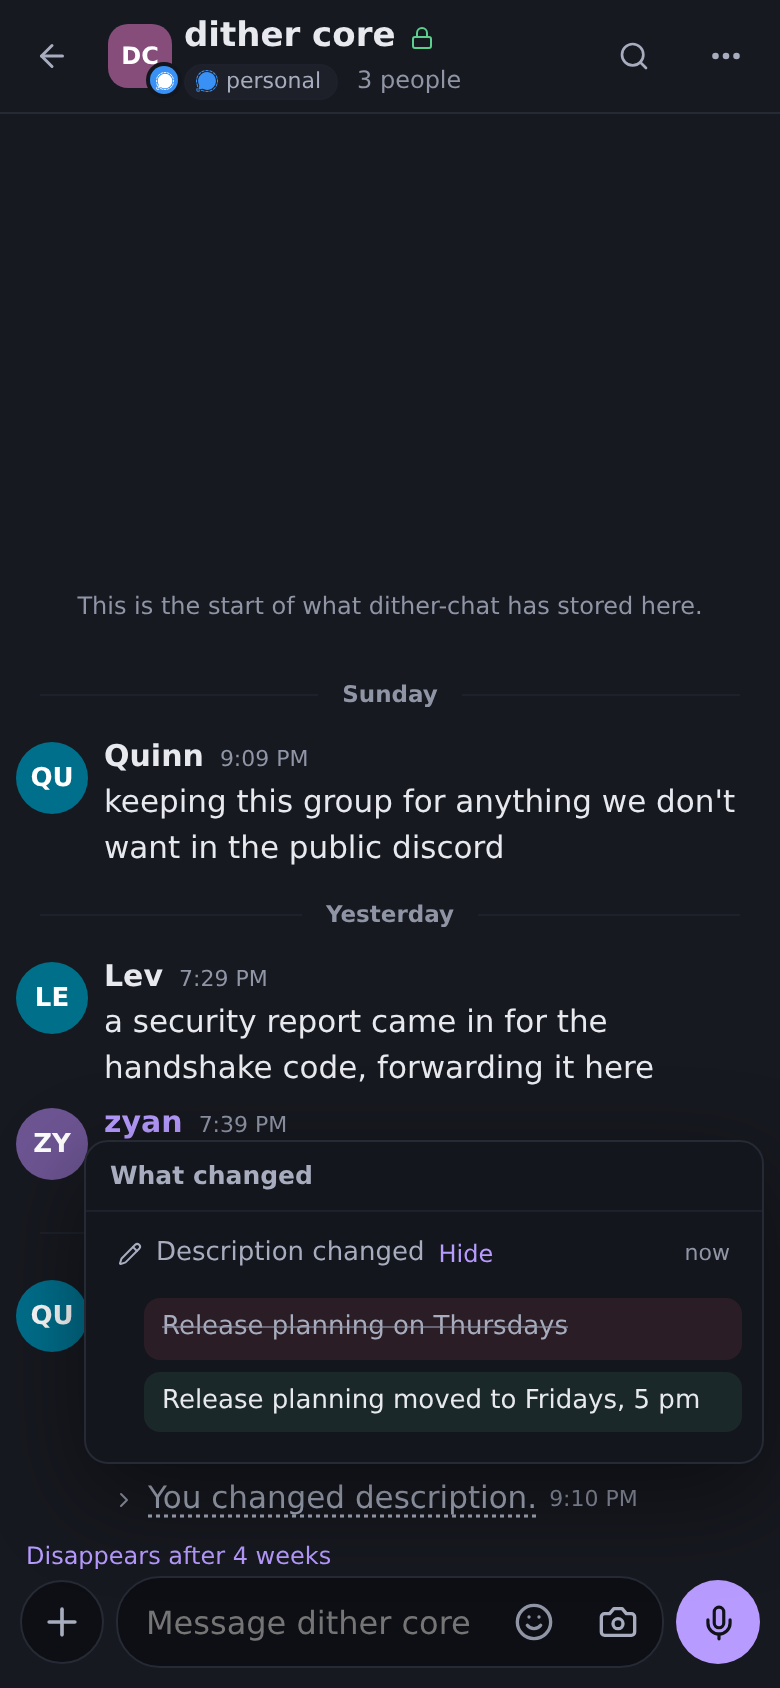 dither core
DC
personal 3 people
This is the start of what dither-chat has stored here.
Sunday
QU
Quinn 9:09 PM
keeping this group for anything we don't
want in the public discord
Yesterday
LE
Lev 7:29 PM
a security report came in for the
handshake code, forwarding it here
ZY
zyan 7:39 PM
What changed
Description changed Hide now
QU
Release planning on Thursdays
Release planning moved to Fridays, 5 pm
You changed description. 9:10 PM
Disappears after 4 weeks
Message dither core